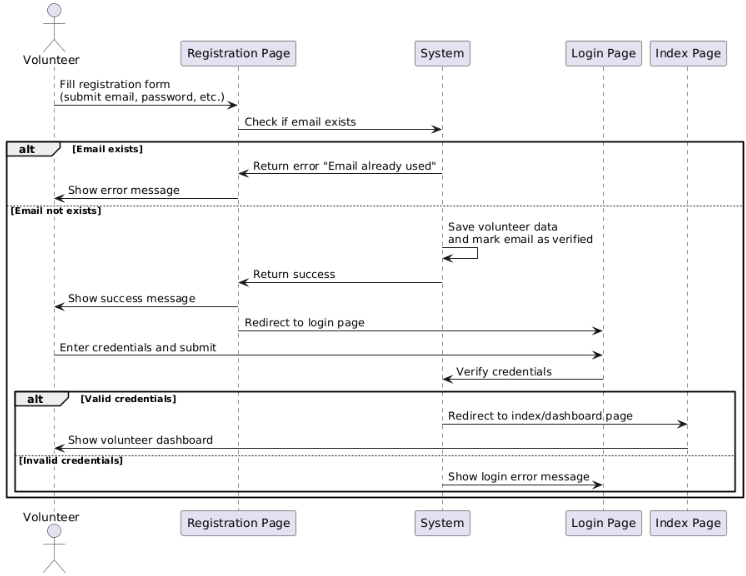 Volunteer
Registration Page
System
Login Page
Index Page
Fill registration form
(submit email, password, etc.)
Check if email exists
alt
[Email exists]
Return error "Email already used"
Show error message
[Email not exists]
Save volunteer data
and mark email as verified
Return success
Show success message
Redirect to login page
Enter credentials and submit
Verify credentials
alt
[Valid credentials]
Redirect to index/dashboard page
Show volunteer dashboard
[Invalid credentials]
Show login error message
Volunteer
Registration Page
System
Login Page
Index Page